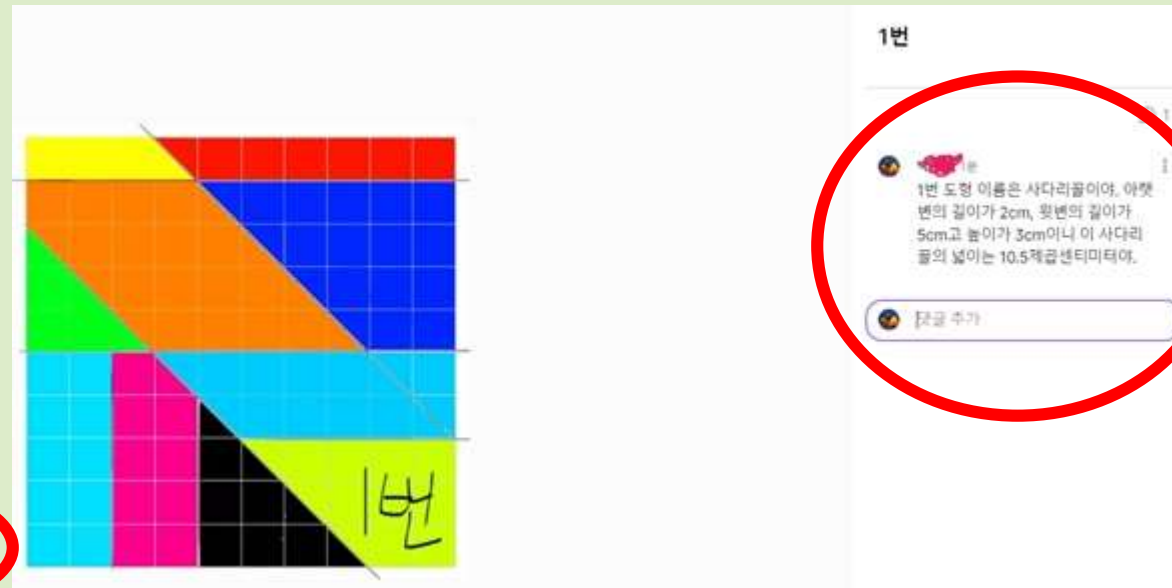 1번
1
1번 도형 이름은 사다리꼴이야. 아랫
변의 길이가 2cm, 윗변의 길이가
5cm고 높이가 3cm이니 이 사다리
꼴의 넓이는 10.5제곱센티미터야.
댓글 추가
1번